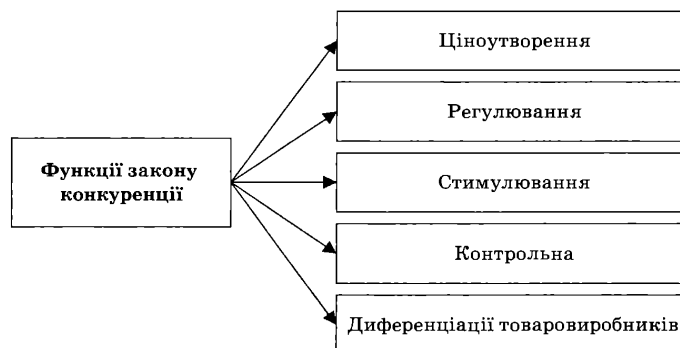 Ціноутворення
Регулювання
Функції закону
конкуренції
Стимулювання
Контрольна
Диференціації товаровиробників